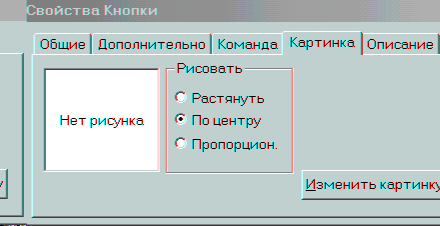 Свойства Кнопки
Общие Дополнительно Команда Картинка Описание
Рисовать
Нет рисунка
Растянуть
По центру
Пропорцион.
Изменить картинку